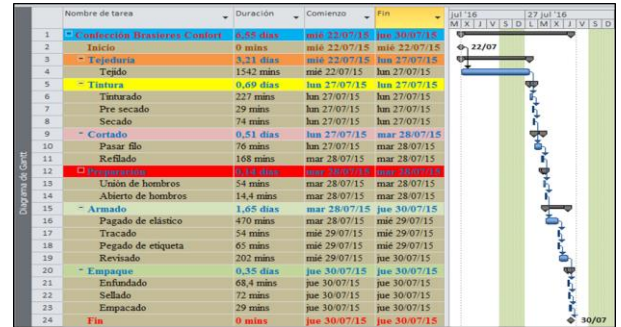 Nombre de tarea Duración Comienzo Fin jul '16 27 jul '16
M X J V S D L M X J V S D
1 Confección Brasieres Confort 6,55 días mié 22/07/15 jue 30/07/15
2 Inicio 0 mins mié 22/07/15 mié 22/07/15 22/07
3 Tejeduria 3,21 días mié 22/07/15 lun 27/07/15
4 Tejido 1542 mins mié 22/07/15 lun 27/07/15
5 Tintura 0,69 días lun 27/07/15 lun 27/07/15
6 Tinturado 227 mins lun 27/07/15 lun 27/07/15
7 Pre secado 29 mins lun 27/07/15 lun 27/07/15
8 Secado 74 mins lun 27/07/15 lun 27/07/15
9 Cortado 0,51 días lun 27/07/15 mar 28/07/15
10 Pasar filo 76 mins lun 27/07/15 mar 28/07/15
11 Refilado 168 mins mar 28/07/15 mar 28/07/15
12 Preparación 0,14 días mar 28/07/15 mar 28/07/15
13 Unión de hombros 54 mins mar 28/07/15 mar 28/07/15
14 Abierto de hombros 14,4 mins mar 28/07/15 mar 28/07/15
15 Armado 1,65 días mar 28/07/15 jue 30/07/15
16 Pagado de elástico 470 mins mar 28/07/15 mié 29/07/15
17 Tracado 54 mins mié 29/07/15 mié 29/07/15
18 Pegado de etiqueta 65 mins mié 29/07/15 mié 29/07/15
19 Revisado 202 mins mié 29/07/15 jue 30/07/15
20 Empaque 0,35 días jue 30/07/15 jue 30/07/15
21 Enfundado 68,4 mins jue 30/07/15 jue 30/07/15
22 Sellado 72 mins jue 30/07/15 jue 30/07/15
23 Empacado 29 mins jue 30/07/15 jue 30/07/15
24 Fin 0 mins jue 30/07/15 jue 30/07/15 30/07
Diagrama de Gantt